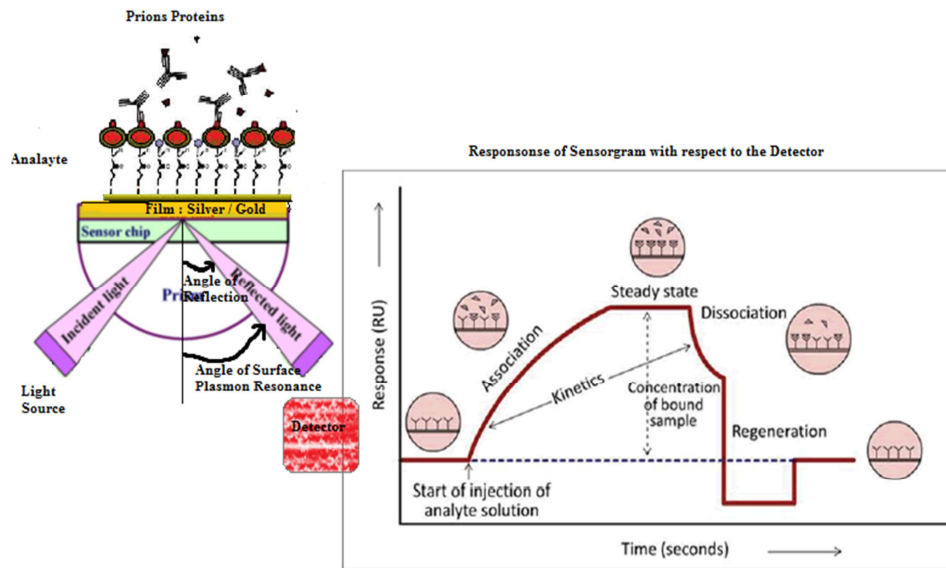 Prions Proteins
Analayte
Film : Silver / Gold
Sensor chip
Angle of
Reflection
Incident light
Reflected light
Angle of Surface
Plasmon Resonance
Light
Source
Detector
Responsonse of Sensorgram with respect to the Detector
Response (RU)
Association
Steady state
Dissociation
Kinetics
Concentration
of bound
sample
Regeneration
Start of injection of
analyte solution
Time (seconds)